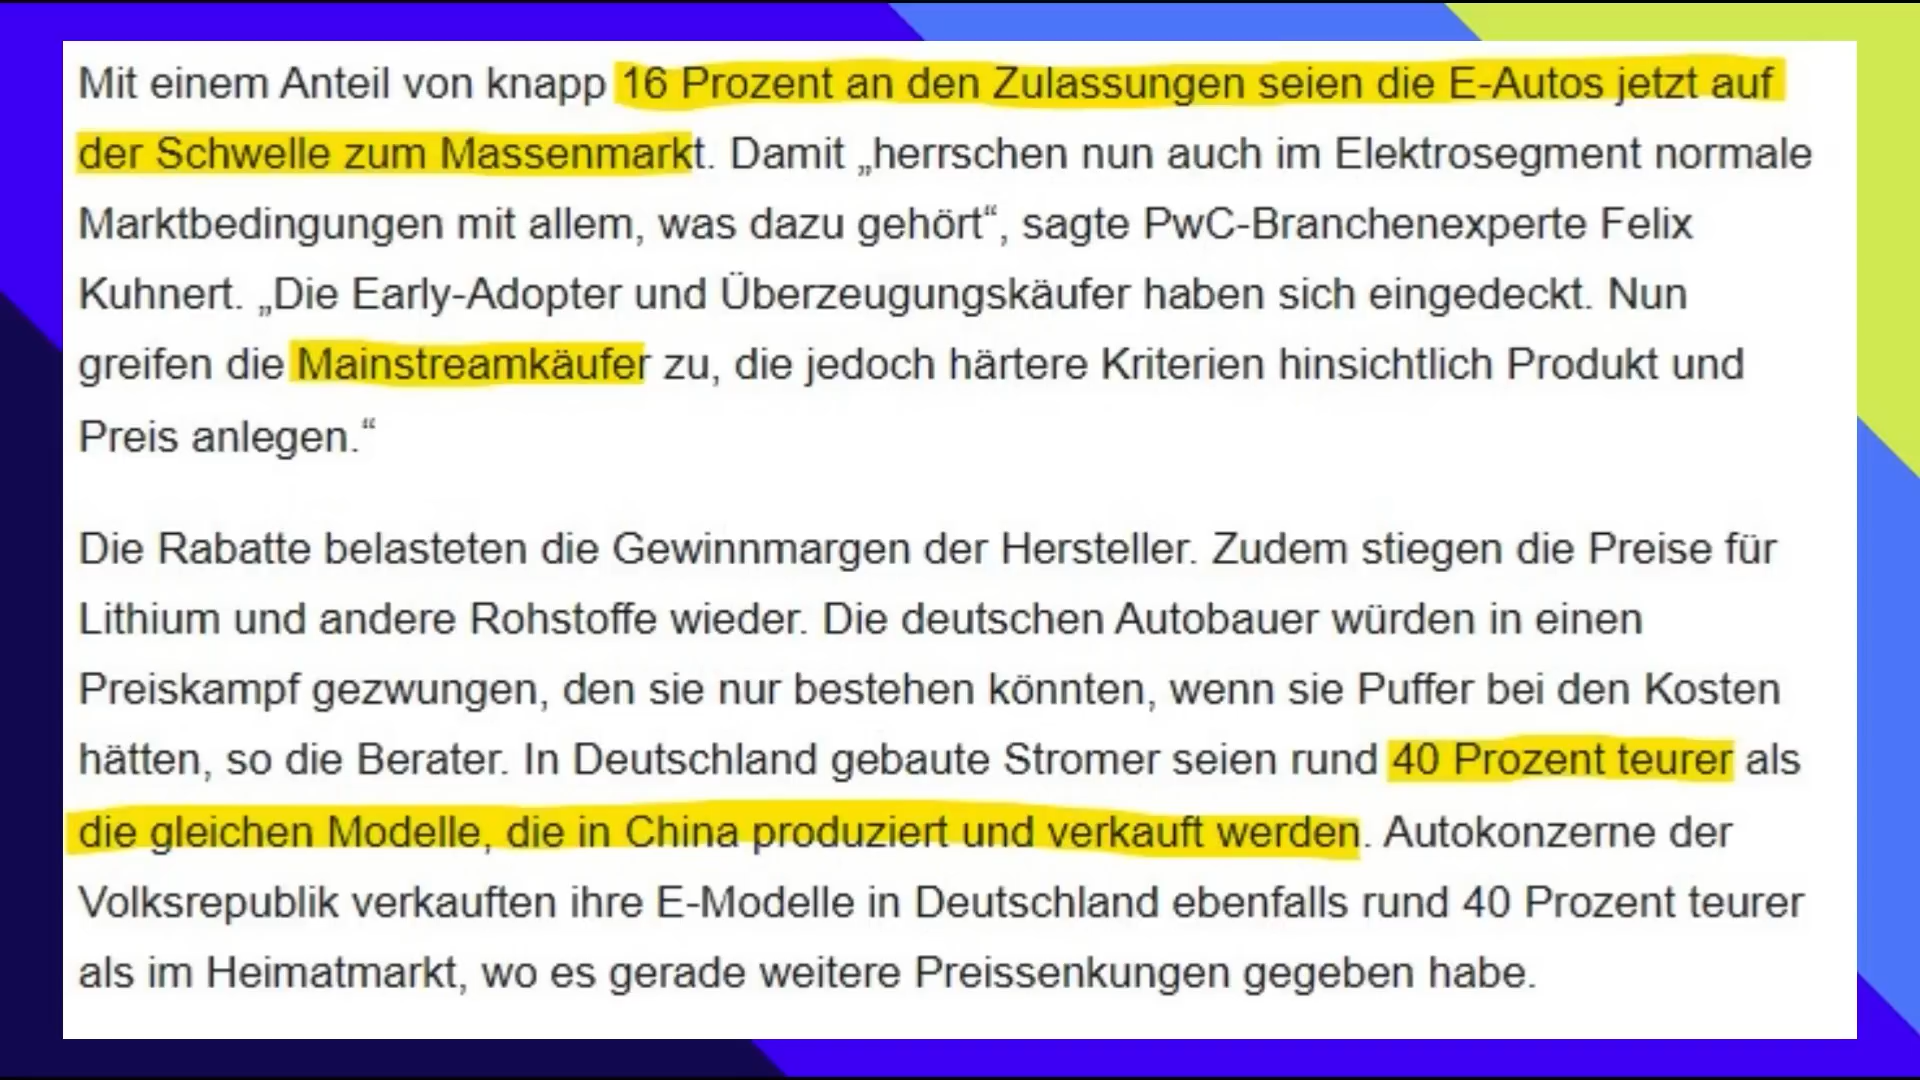 Mit einem Anteil von knapp 16 Prozent an den Zulassungen seien die E-Autos jetzt auf
der Schwelle zum Massenmarkt. Damit „herrschen nun auch im Elektrosegment normale
Marktbedingungen mit allem, was dazu gehört“, sagte PwC-Branchenexperte Felix
Kuhnert. „Die Early-Adopter und Überzeugungskäufer haben sich eingedeckt. Nun
greifen die Mainstreamkäufer zu, die jedoch härtere Kriterien hinsichtlich Produkt und
Preis anlegen.“
Die Rabatte belasteten die Gewinnmargen der Hersteller. Zudem stiegen die Preise für
Lithium und andere Rohstoffe wieder. Die deutschen Autobauer würden in einen
Preiskampf gezwungen, den sie nur bestehen könnten, wenn sie Puffer bei den Kosten
hätten, so die Berater. In Deutschland gebaute Stromer seien rund 40 Prozent teurer als
die gleichen Modelle, die in China produziert und verkauft werden. Autokonzerne der
Volksrepublik verkauften ihre E-Modelle in Deutschland ebenfalls rund 40 Prozent teurer
als im Heimatmarkt, wo es gerade weitere Preissenkungen gegeben habe.